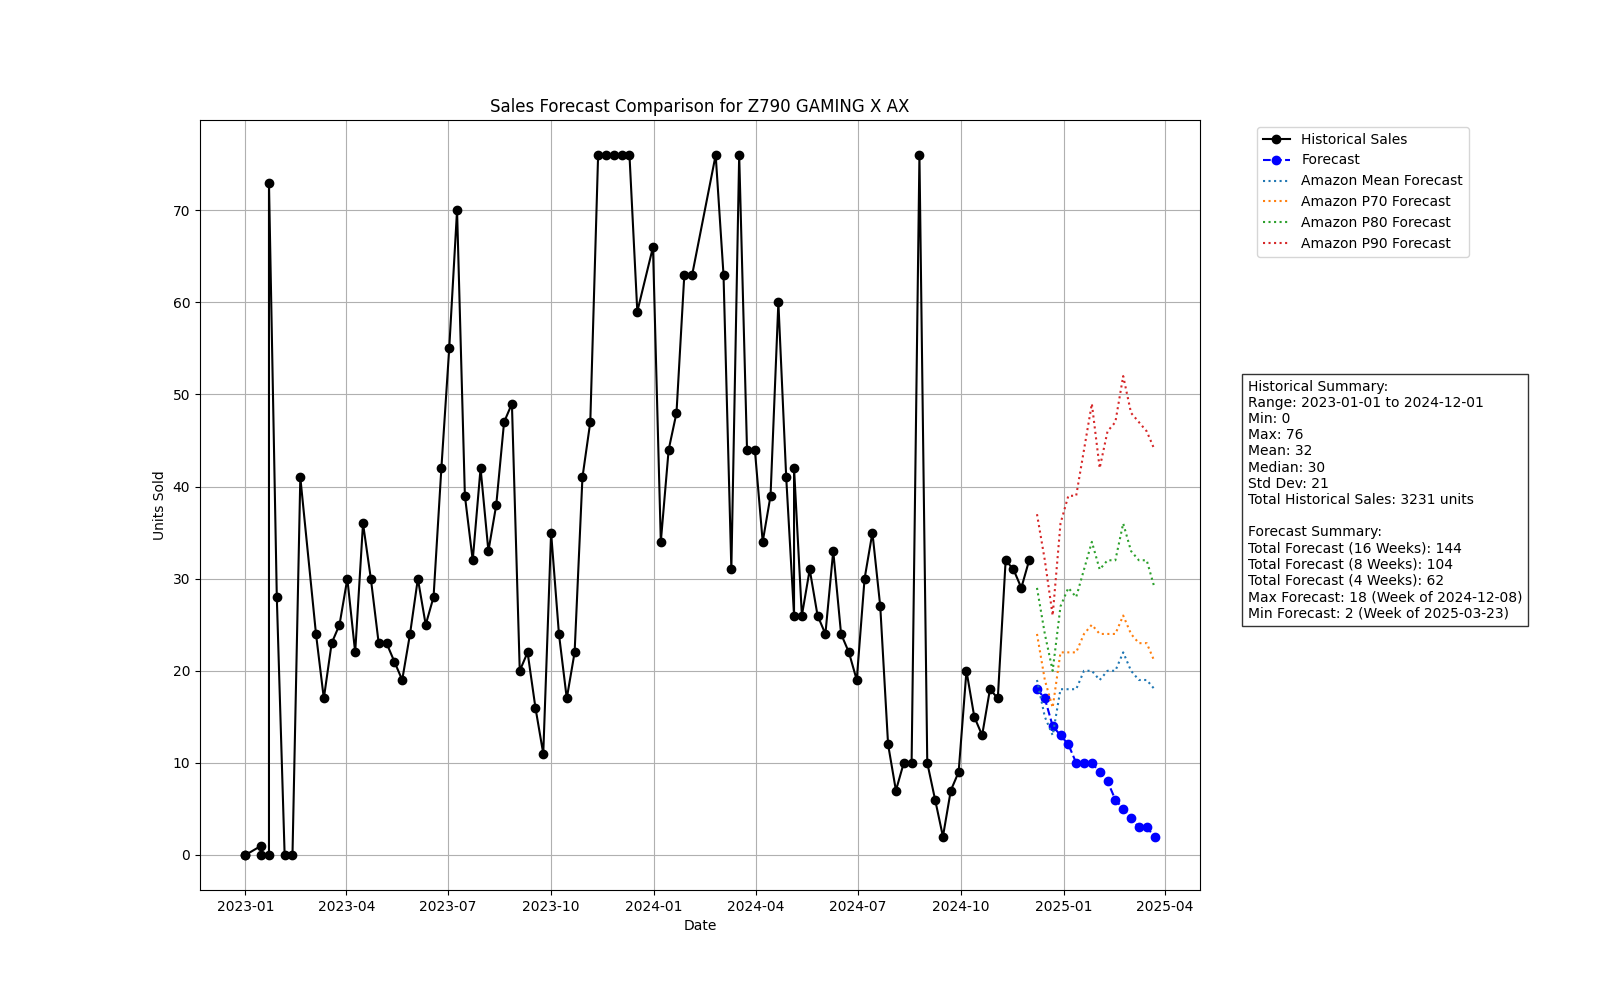 Sales Forecast Comparison for Z790 GAMING X AX
Historical Sales
Forecast
Amazon Mean Forecast
Amazon P70 Forecast
Amazon P80 Forecast
Amazon P90 Forecast
70
60
50
40
30
20
10
0
Units Sold
2023-01 2023-04 2023-07 2023-10 2024-01 2024-04 2024-07 2024-10 2025-01 2025-04
Date
Historical Summary:
Range: 2023-01-01 to 2024-12-01
Min: 0
Max: 76
Mean: 32
Median: 30
Std Dev: 21
Total Historical Sales: 3231 units
Forecast Summary:
Total Forecast (16 Weeks): 144
Total Forecast (8 Weeks): 104
Total Forecast (4 Weeks): 62
Max Forecast: 18 (Week of 2024-12-08)
Min Forecast: 2 (Week of 2025-03-23)